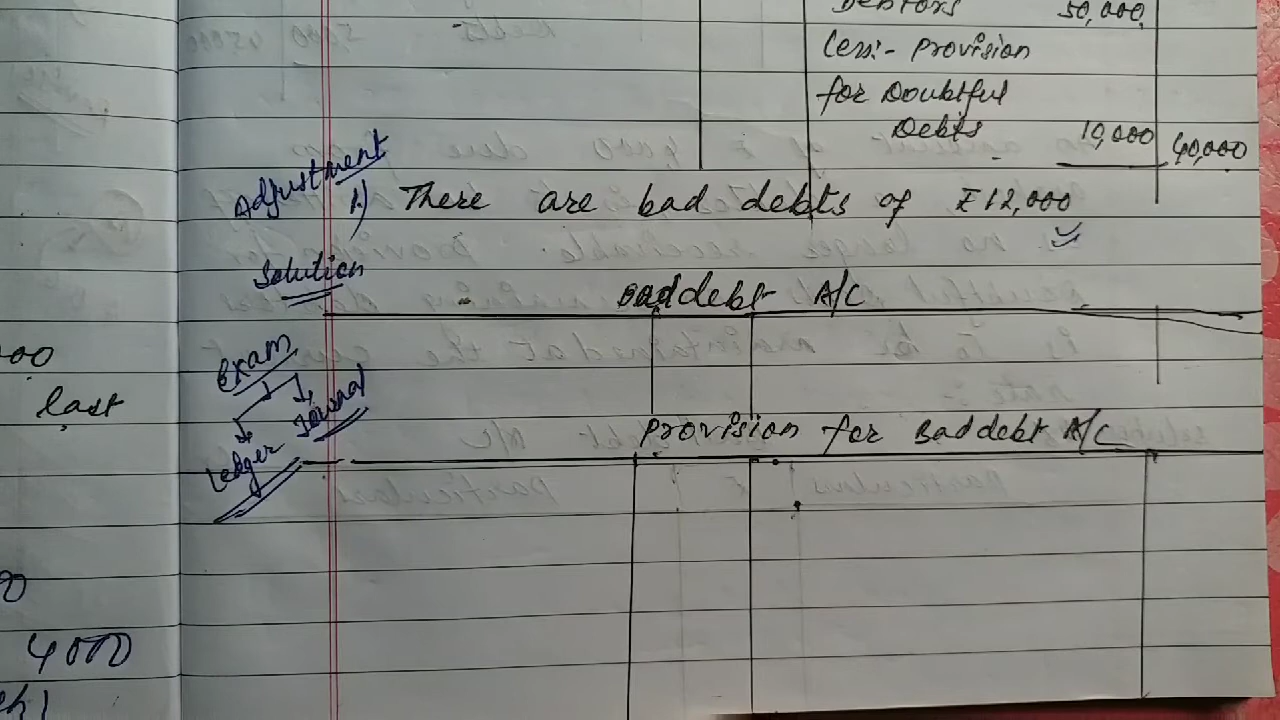 Debtors 50,000
Less:- Provision
for Doubtful
Debts 10,000 40,000
Adjustment
1) There are bad debts of ₹12,000
Solution
Baddebt A/C
Exam
Ledger Journal
Provision for Baddebt A/C
00
last
4000